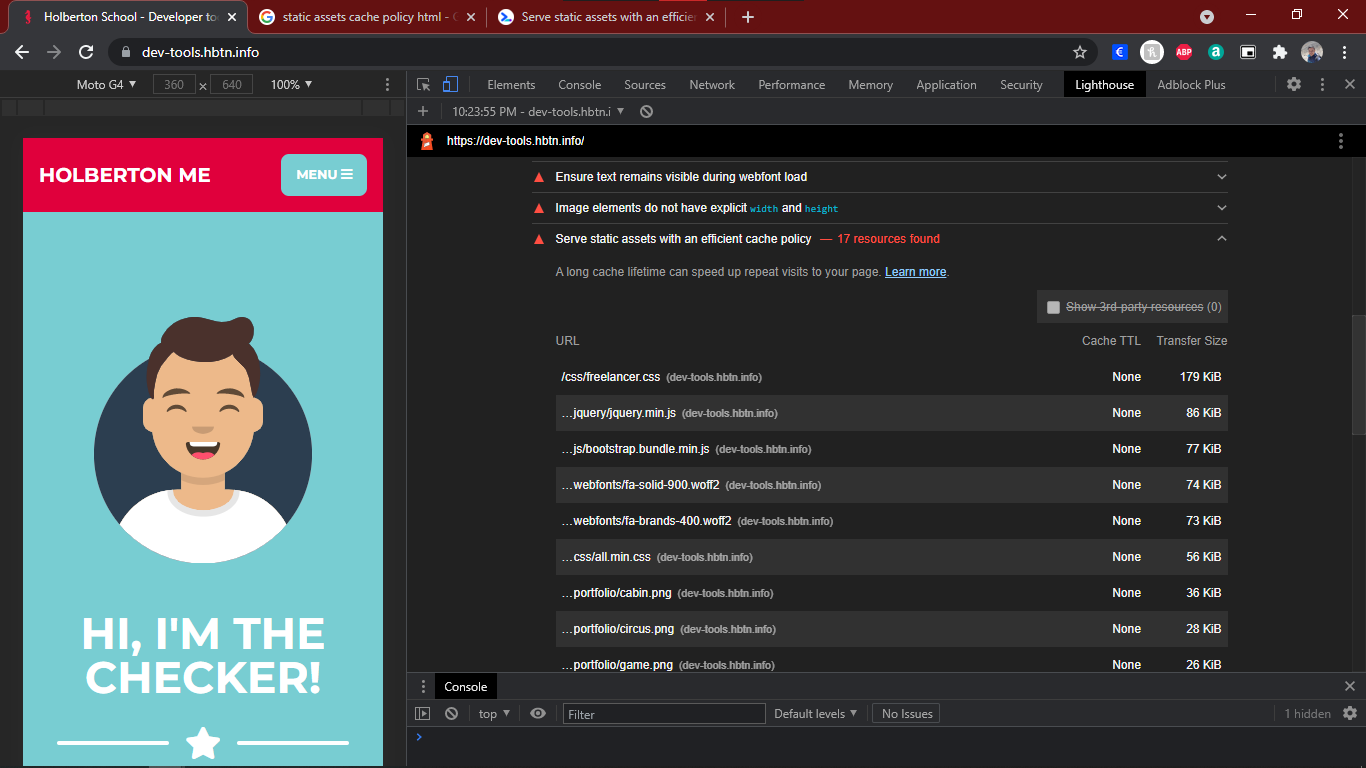 Holberton School - Developer to
static assets cache policy html - G
Serve static assets with an efficien
dev-tools.hbtn.info
ABP
a
Moto G4 ▼ 360 × 640 100% ▼
Elements Console Sources Network Performance Memory Application Security Lighthouse Adblock Plus
10:23:55 PM - dev-tools.hbtn.i ▼
https://dev-tools.hbtn.info/
HOLBERTON ME
MENU
HI, I'M THE
CHECKER!
Ensure text remains visible during webfont load
Image elements do not have explicit width and height
Serve static assets with an efficient cache policy — 17 resources found
A long cache lifetime can speed up repeat visits to your page. Learn more.
Show 3rd-party resources (0)
URL Cache TTL Transfer Size
/css/freelancer.css (dev-tools.hbtn.info) None 179 KiB
…jquery/jquery.min.js (dev-tools.hbtn.info) None 86 KiB
…js/bootstrap.bundle.min.js (dev-tools.hbtn.info) None 77 KiB
…webfonts/fa-solid-900.woff2 (dev-tools.hbtn.info) None 74 KiB
…webfonts/fa-brands-400.woff2 (dev-tools.hbtn.info) None 73 KiB
…css/all.min.css (dev-tools.hbtn.info) None 56 KiB
…portfolio/cabin.png (dev-tools.hbtn.info) None 36 KiB
…portfolio/circus.png (dev-tools.hbtn.info) None 28 KiB
…portfolio/game.png (dev-tools.hbtn.info) None 26 KiB
Console
top ▼ Filter Default levels ▼ No Issues 1 hidden
>